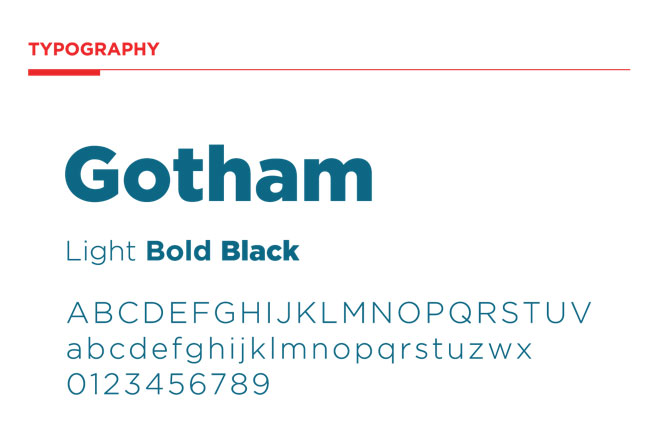 TYPOGRAPHY
Gotham
Light Bold Black
ABCDEFGHIJKLMNOPQRSTUV
abcdefghijklmnopqrstuzwx
0123456789